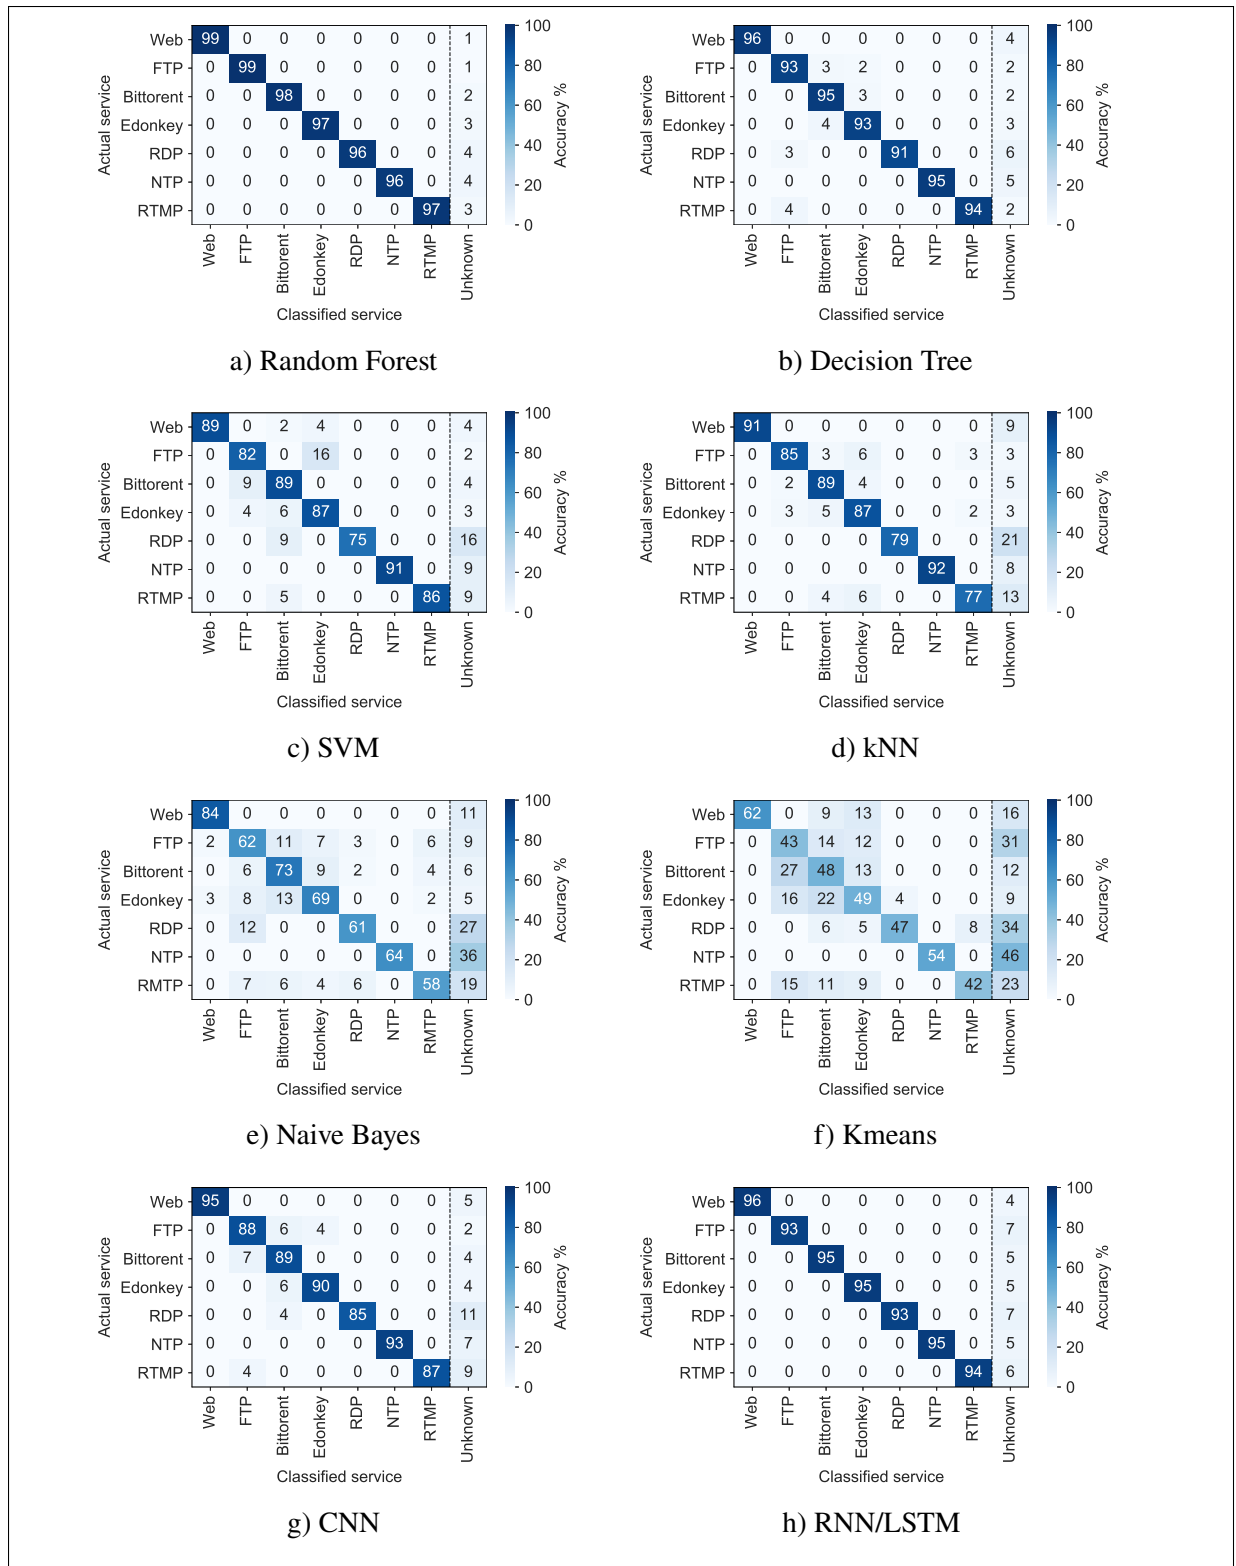 Web 99 0 0 0 0 0 0 1
FTP 0 99 0 0 0 0 0 1
Bittorent 0 0 98 0 0 0 0 2
Edonkey 0 0 0 97 0 0 0 3
RDP 0 0 0 0 96 0 0 4
NTP 0 0 0 0 0 96 0 4
RTMP 0 0 0 0 0 0 97 3
Actual service
Web FTP Bittorent Edonkey RDP NTP RTMP Unknown
Classified service
100 80 60 40 20 0
Accuracy %
a) Random Forest
Web 96 0 0 0 0 0 0 4
FTP 0 93 3 2 0 0 0 2
Bittorent 0 0 95 3 0 0 0 2
Edonkey 0 0 4 93 0 0 0 3
RDP 0 3 0 0 91 0 0 6
NTP 0 0 0 0 0 95 0 5
RTMP 0 4 0 0 0 0 94 2
Actual service
Web FTP Bittorent Edonkey RDP NTP RTMP Unknown
Classified service
100 80 60 40 20 0
Accuracy %
b) Decision Tree
Web 89 0 2 4 0 0 0 4
FTP 0 82 0 16 0 0 0 2
Bittorent 0 9 89 0 0 0 0 4
Edonkey 0 4 6 87 0 0 0 3
RDP 0 0 9 0 75 0 0 16
NTP 0 0 0 0 0 91 0 9
RTMP 0 0 5 0 0 0 86 9
Actual service
Web FTP Bittorent Edonkey RDP NTP RTMP Unknown
Classified service
100 80 60 40 20 0
Accuracy %
c) SVM
Web 91 0 0 0 0 0 0 9
FTP 0 85 3 6 0 0 3 3
Bittorent 0 2 89 4 0 0 0 5
Edonkey 0 3 5 87 0 0 2 3
RDP 0 0 0 0 79 0 0 21
NTP 0 0 0 0 0 92 0 8
RTMP 0 0 4 6 0 0 77 13
Actual service
Web FTP Bittorent Edonkey RDP NTP RTMP Unknown
Classified service
100 80 60 40 20 0
Accuracy %
d) kNN
Web 84 0 0 0 0 0 0 11
FTP 2 62 11 7 3 0 6 9
Bittorent 0 6 73 9 2 0 4 6
Edonkey 3 8 13 69 0 0 2 5
RDP 0 12 0 0 61 0 0 27
NTP 0 0 0 0 0 64 0 36
RMTP 0 7 6 4 6 0 58 19
Actual service
Web FTP Bittorent Edonkey RDP NTP RMTP Unknown
Classified service
100 80 60 40 20 0
Accuracy %
e) Naive Bayes
Web 62 0 9 13 0 0 0 16
FTP 0 43 14 12 0 0 0 31
Bittorent 0 27 48 13 0 0 0 12
Edonkey 0 16 22 49 4 0 0 9
RDP 0 0 6 5 47 0 8 34
NTP 0 0 0 0 0 54 0 46
RTMP 0 15 11 9 0 0 42 23
Actual service
Web FTP Bittorent Edonkey RDP NTP RTMP Unknown
Classified service
100 80 60 40 20 0
Accuracy %
f) Kmeans
Web 95 0 0 0 0 0 0 5
FTP 0 88 6 4 0 0 0 2
Bittorent 0 7 89 0 0 0 0 4
Edonkey 0 0 6 90 0 0 0 4
RDP 0 0 4 0 85 0 0 11
NTP 0 0 0 0 0 93 0 7
RTMP 0 4 0 0 0 0 87 9
Actual service
Web FTP Bittorent Edonkey RDP NTP RTMP Unknown
Classified service
100 80 60 40 20 0
Accuracy %
g) CNN
Web 96 0 0 0 0 0 0 4
FTP 0 93 0 0 0 0 0 7
Bittorent 0 0 95 0 0 0 0 5
Edonkey 0 0 0 95 0 0 0 5
RDP 0 0 0 0 93 0 0 7
NTP 0 0 0 0 0 95 0 5
RTMP 0 0 0 0 0 0 94 6
Actual service
Web FTP Bittorent Edonkey RDP NTP RTMP Unknown
Classified service
100 80 60 40 20 0
Accuracy %
h) RNN/LSTM